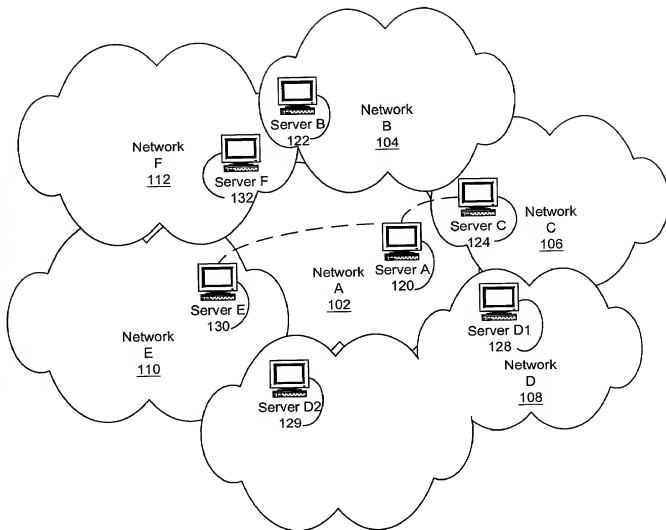 Server B
122
Network
B
104
Network
F
112
Server F
132
Server C
124
Network
C
106
Server A
120
Network
A
102
Server E
130
Network
E
110
Server D1
128
Network
D
108
Server D2
129